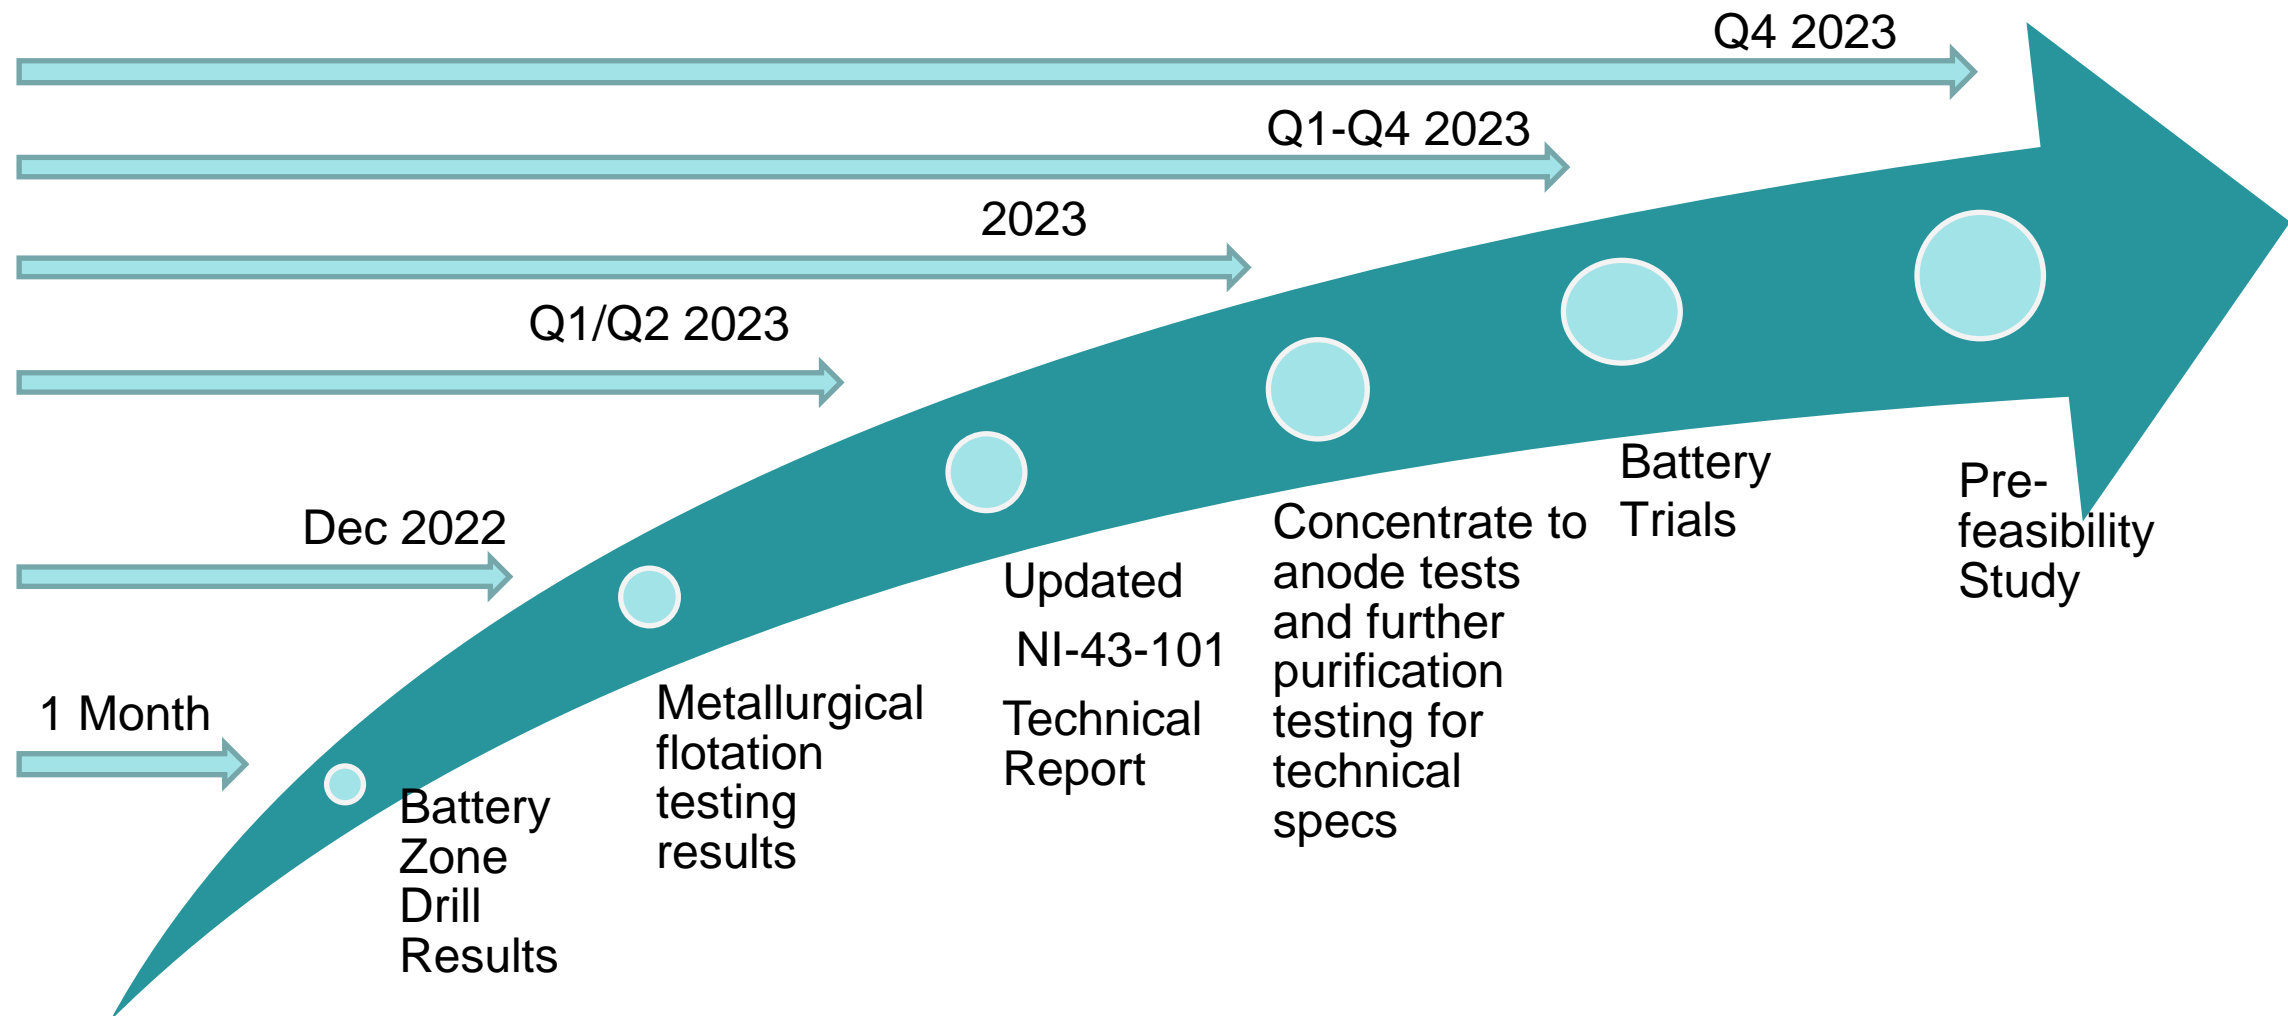 Q4 2023
Q1-Q4 2023
2023
Q1/Q2 2023
Dec 2022
1 Month
Battery
Zone
Drill
Results
Metallurgical
flotation
testing
results
Updated
NI-43-101
Technical
Report
Concentrate to
anode tests
and further
purification
testing for
technical
specs
Battery
Trials
Pre-
feasibility
Study